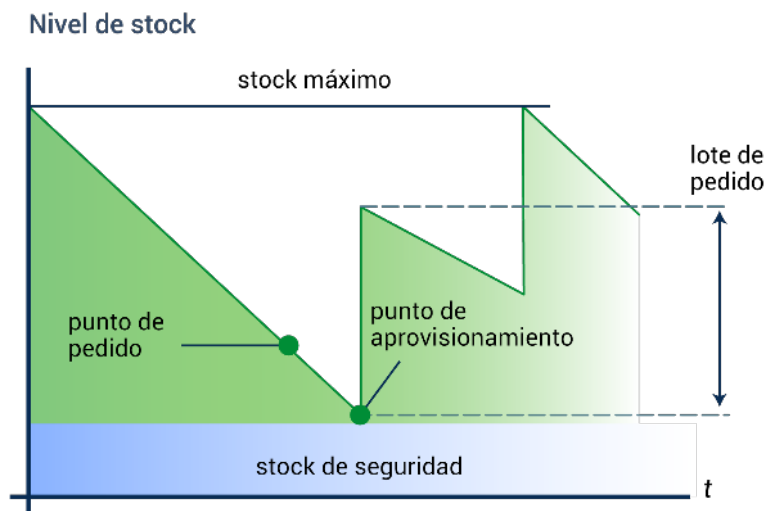 Nivel de stock
stock máximo
lote de
pedido
punto de
pedido
punto de
aprovisionamiento
stock de seguridad
t